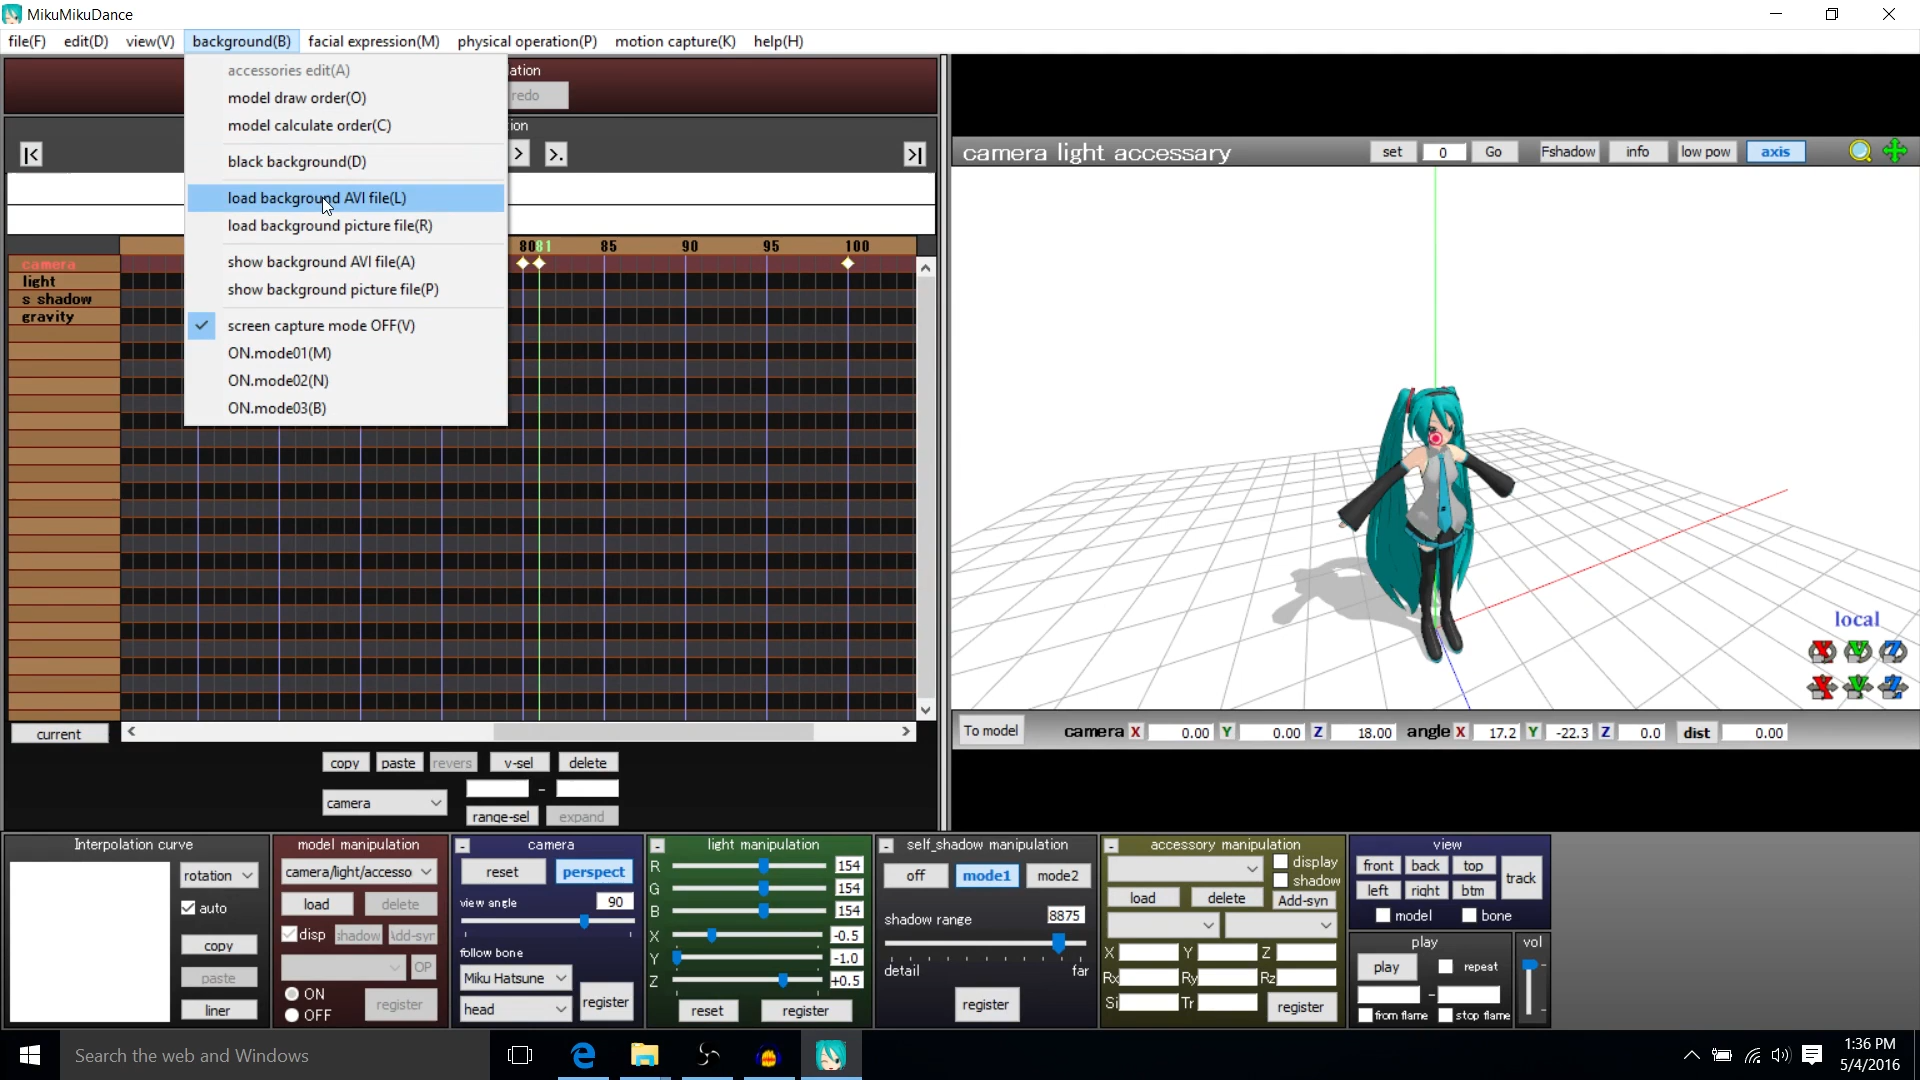 MikuMikuDance
file(F) edit(D) view(V) background(B) facial expression(M) physical operation(P) motion capture(K) help(H)
accessories edit(A)
model draw order(O)
model calculate order(C)
black background(D)
load background AVI file(L)
load background picture file(R)
show background AVI file(A)
show background picture file(P)
screen capture mode OFF(V)
ON.mode01(M)
ON.mode02(N)
ON.mode03(B)
redo
|< > >. >|
80 81 85 90 95 100
camera
light
s shadow
gravity
current
copy paste revers v-sel delete
camera -
range-sel expand
camera light accessary set 0 Go Fshadow info low pow axis
local
X Y Z
X Y Z
To model camera X 0.00 Y 0.00 Z 18.00 angle X 17.2 Y -22.3 Z 0.0 dist 0.00
Interpolation curve
rotation
auto
copy
paste
liner
model manipulation
camera/light/accesso
load delete
disp shadow Add-syn
OP
ON
OFF
register
- camera
reset perspect
view angle 90
follow bone
Miku Hatsune
head
register
- light manipulation
R 154
G 154
B 154
X -0.5
Y -1.0
Z +0.5
reset register
- self_shadow manipulation
off mode1 mode2
shadow range 8875
detail far
register
- accessory manipulation
display
shadow
load delete Add-syn
X Y Z
Rx Ry Rz
Si Tr register
view
front back top
left right btm
track
model bone
play
play repeat
-
from flame stop flame
vol
Search the web and Windows
1:36 PM
5/4/2016